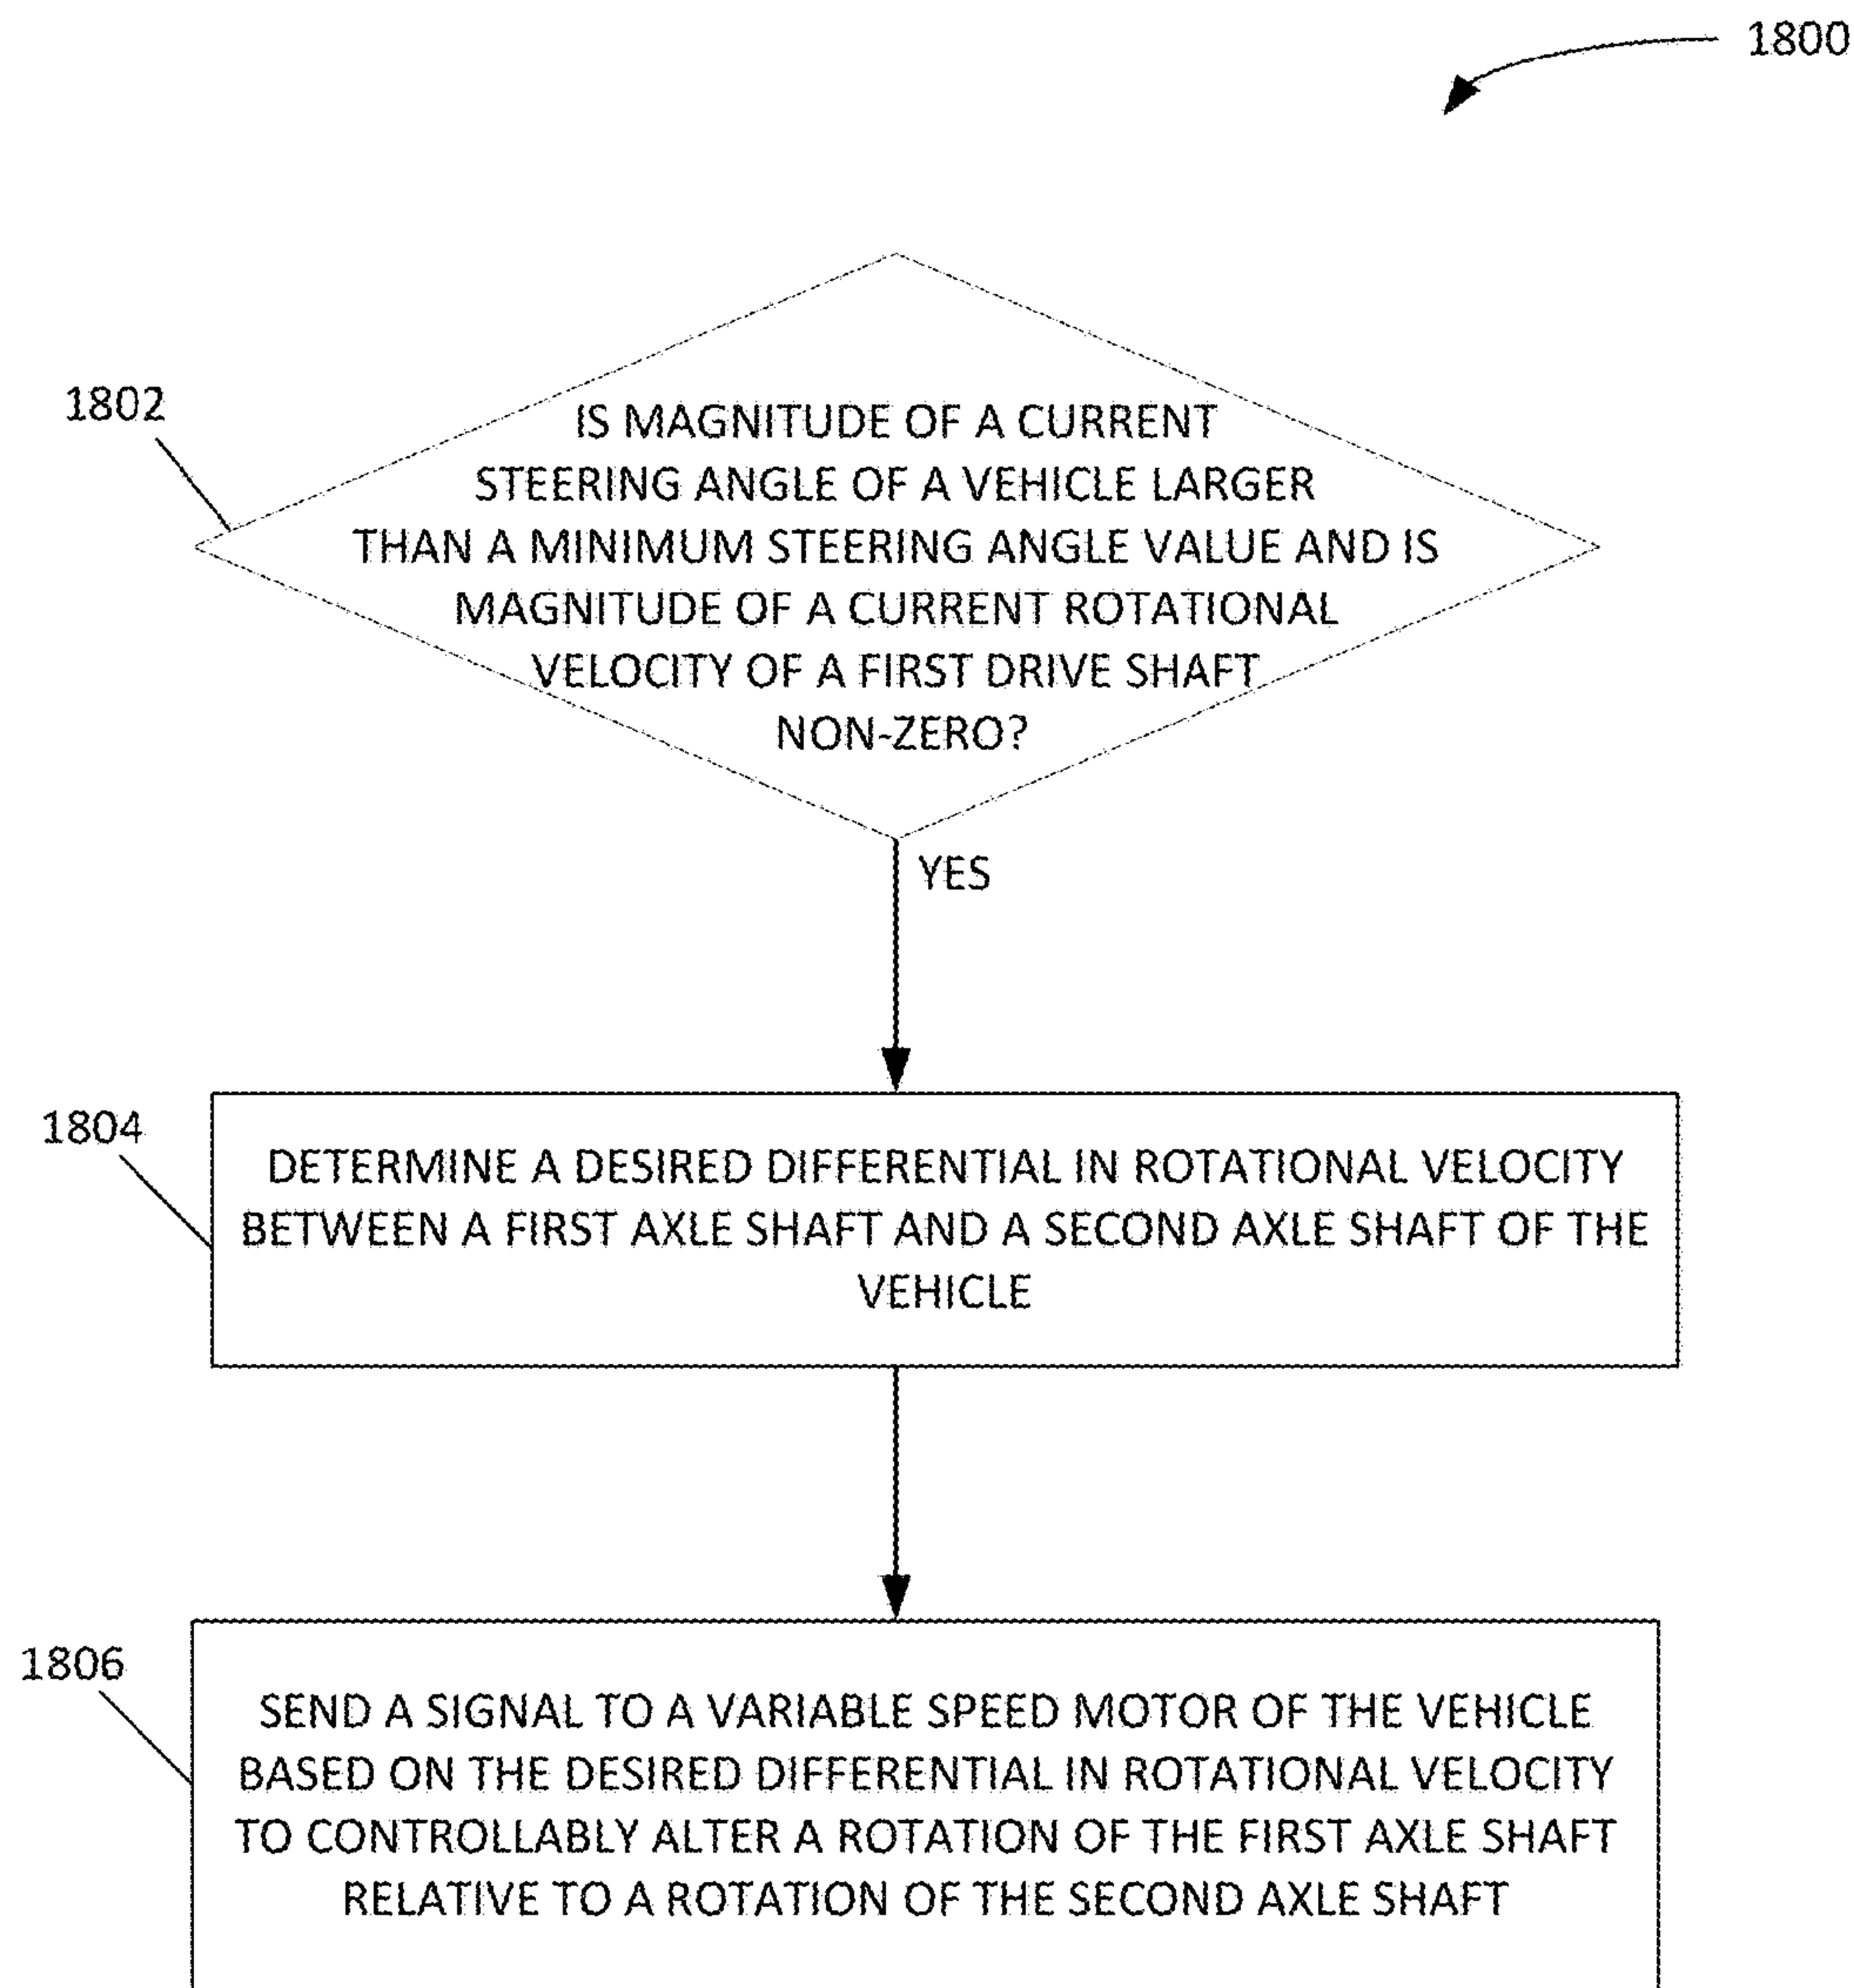 1800
1802
IS MAGNITUDE OF A CURRENT
STEERING ANGLE OF A VEHICLE LARGER
THAN A MINIMUM STEERING ANGLE VALUE AND IS
MAGNITUDE OF A CURRENT ROTATIONAL
VELOCITY OF A FIRST DRIVE SHAFT
NON-ZERO?
YES
1804
DETERMINE A DESIRED DIFFERENTIAL IN ROTATIONAL VELOCITY
BETWEEN A FIRST AXLE SHAFT AND A SECOND AXLE SHAFT OF THE
VEHICLE
1806
SEND A SIGNAL TO A VARIABLE SPEED MOTOR OF THE VEHICLE
BASED ON THE DESIRED DIFFERENTIAL IN ROTATIONAL VELOCITY
TO CONTROLLABLY ALTER A ROTATION OF THE FIRST AXLE SHAFT
RELATIVE TO A ROTATION OF THE SECOND AXLE SHAFT